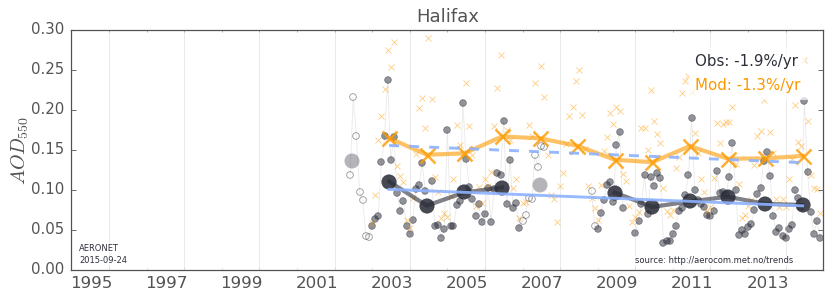 Halifax
0.30
0.25
0.20
0.15
0.10
0.05
0.00
AOD550
Obs: -1.9%/yr
Mod: -1.3%/yr
AERONET
2015-09-24
source: http://aerocom.met.no/trends
1995 1997 1999 2001 2003 2005 2007 2009 2011 2013